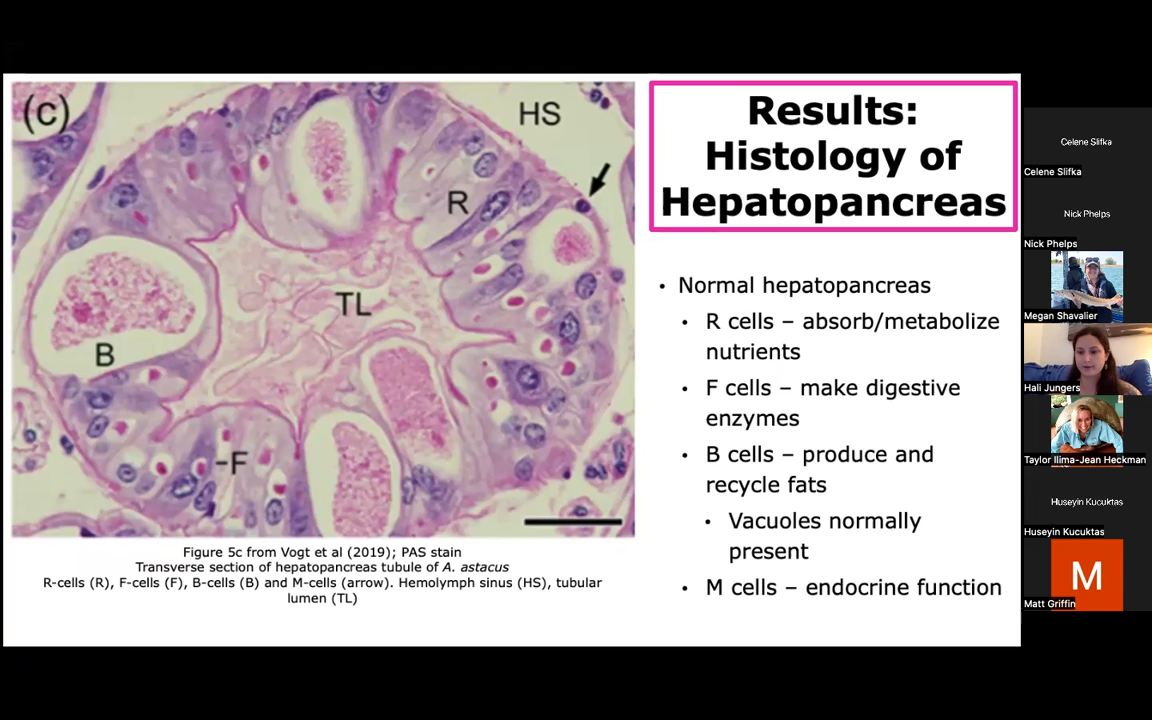 (c)
HS
R
TL
B
-F
Figure 5c from Vogt et al (2019); PAS stain
Transverse section of hepatopancreas tubule of A. astacus
R-cells (R), F-cells (F), B-cells (B) and M-cells (arrow). Hemolymph sinus (HS), tubular
lumen (TL)
Results:
Histology of
Hepatopancreas
• Normal hepatopancreas
• R cells – absorb/metabolize
nutrients
• F cells – make digestive
enzymes
• B cells – produce and
recycle fats
• Vacuoles normally
present
• M cells – endocrine function
Celene Slifka
Celene Slifka
Nick Phelps
Nick Phelps
Megan Shavalier
Hali Jungers
Taylor Ilima-Jean Heckman
Huseyin Kucuktas
Huseyin Kucuktas
M
Matt Griffin